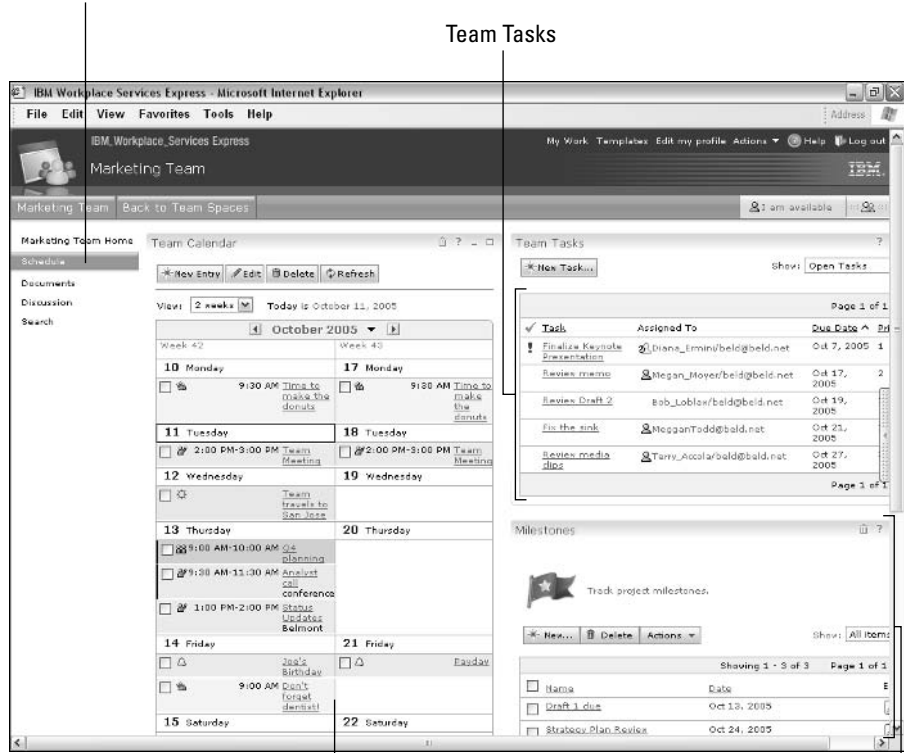 Team Tasks
IBM Workplace Services Express - Microsoft Internet Explorer
File Edit View Favorites Tools Help
Address
IBM_Workplace_Services Express
My Work Templates Edit my profile Actions Help Log out
Marketing Team
IBM.
Marketing Team Back to Team Spaces
I am available
Marketing Team Home
Schedule
Documents
Discussion
Search
Team Calendar
New Entry Edit Delete Refresh
View: 2 weeks Today is October 11, 2005
October 2005
Week 42 Week 43
10 Monday 17 Monday
9:30 AM Time to make the donuts
9:30 AM Time to make the donuts
11 Tuesday 18 Tuesday
2:00 PM-3:00 PM Team Meeting
2:00 PM-3:00 PM Team Meeting
12 Wednesday 19 Wednesday
Team travels to San Jose
13 Thursday 20 Thursday
9:00 AM-10:00 AM Q4 planning
9:30 AM-11:30 AM Analyst call conference
1:00 PM-2:00 PM Status Updates Belmont
14 Friday 21 Friday
Joe's Birthday
Payday
9:00 AM Don't forget dentist!
15 Saturday 22 Saturday
Team Tasks
?
New Task... Show: Open Tasks
Page 1 of 1
Task Assigned To Due Date Pri
Finalize Keynote Presentation Diana_Ermini/beld@beld.net Oct 7, 2005 1
Review memo Megan_Moyer/beld@beld.net Oct 17, 2005 2
Review Draft 2 Bob_Loblaw/beld@beld.net Oct 19, 2005
Fix the sink MegganTodd@beld.net Oct 21, 2005
Review media clips Terry_Accola/beld@beld.net Oct 27, 2005
Page 1 of 1
Milestones
?
Track project milestones.
New... Delete Actions Show: All items
Showing 1 - 3 of 3 Page 1 of 1
Name Date
Draft 1 due Oct 13, 2005
Strategy Plan Review Oct 24, 2005